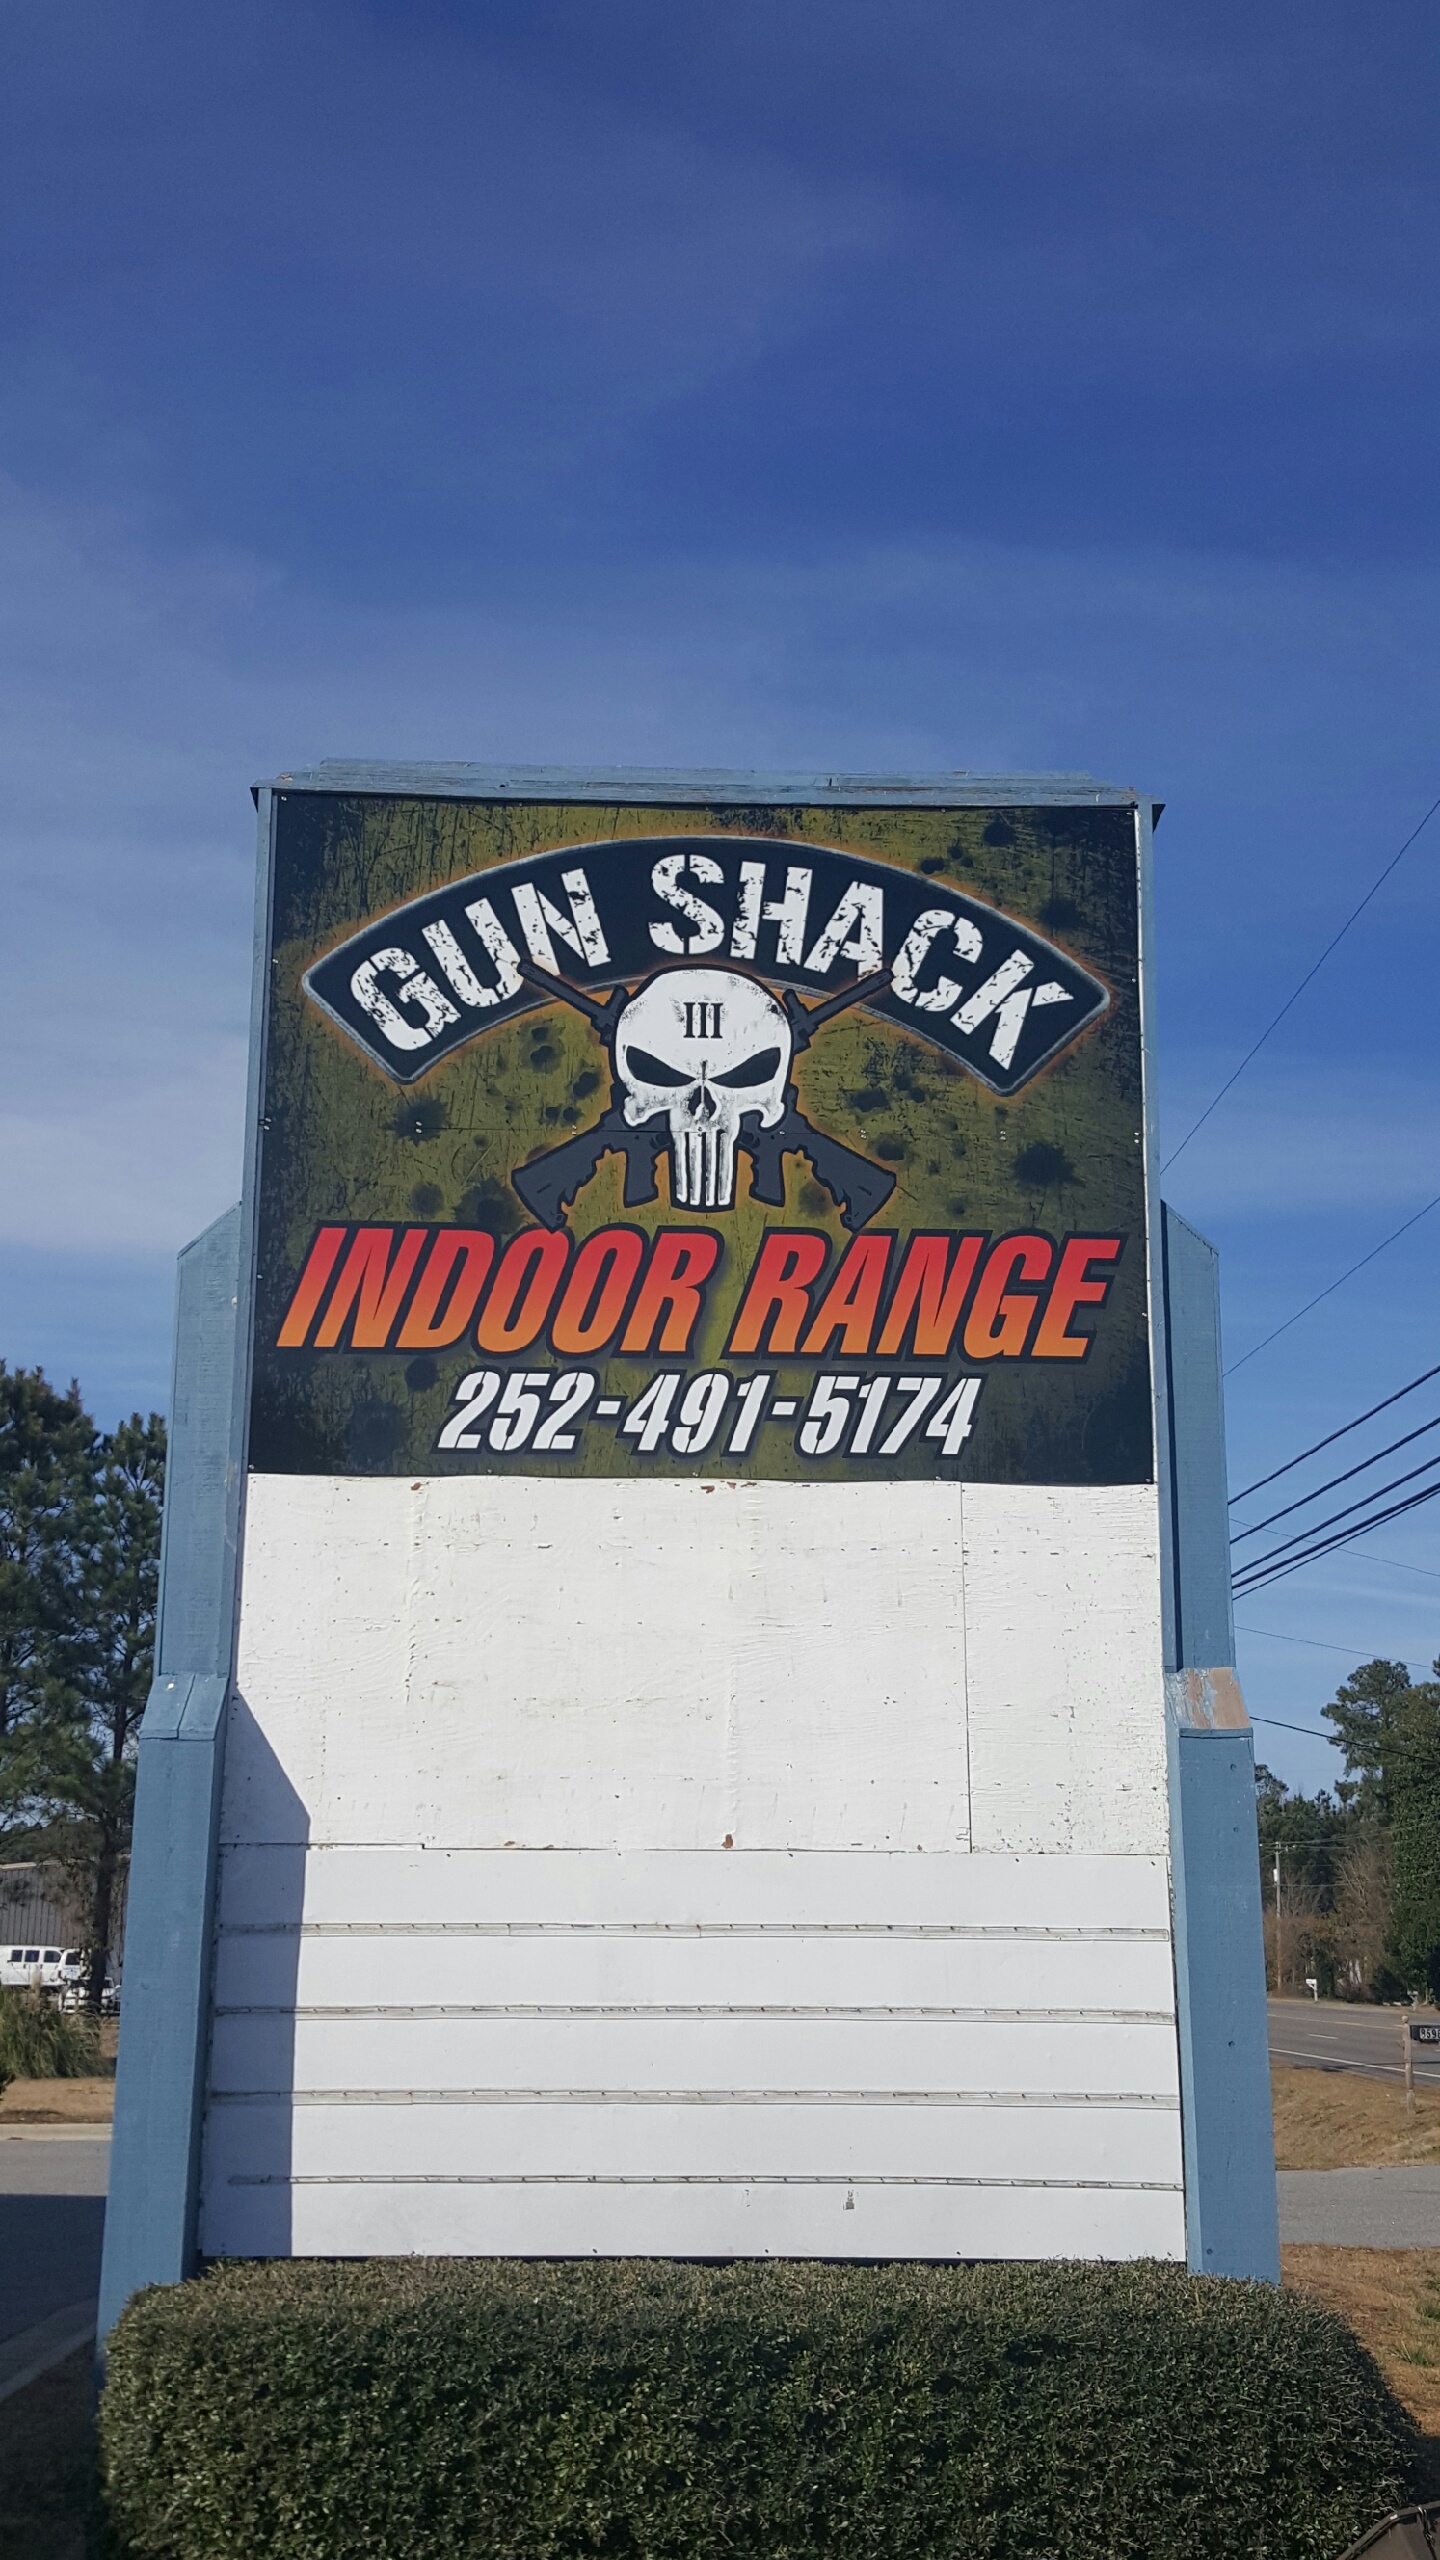 GUN SHACK
III
INDOOR RANGE
252-491-5174